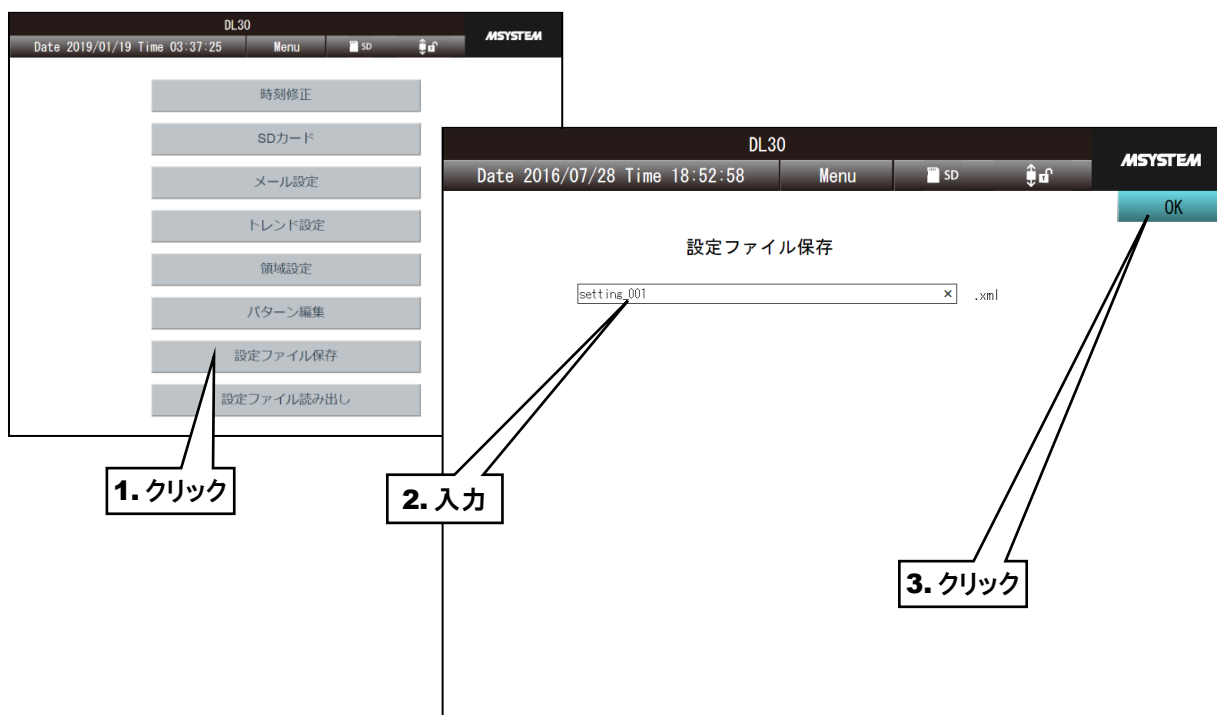 DL30
MSYSTEM
Date 2019/01/19 Time 03:37:25 Menu SD
時刻修正
SDカード
メール設定
トレンド設定
領域設定
パターン編集
設定ファイル保存
設定ファイル読み出し
1. クリック
DL30
MSYSTEM
Date 2016/07/28 Time 18:52:58 Menu SD
OK
設定ファイル保存
setting_001 × .xml
2. 入力
3. クリック